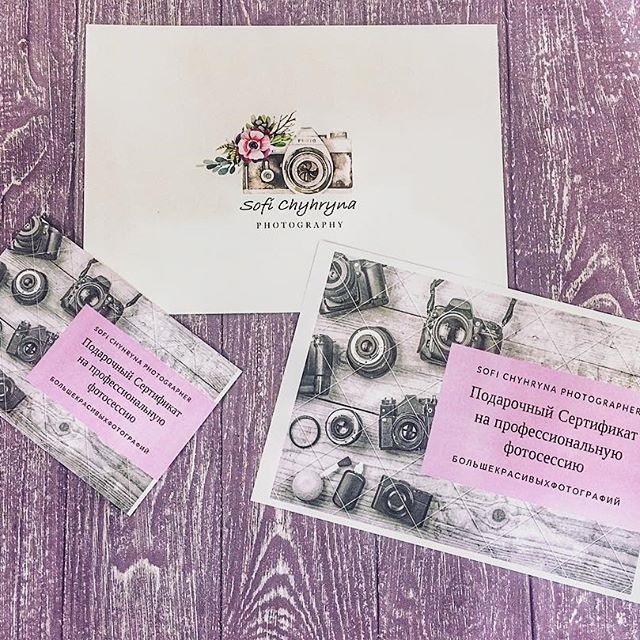 PHOTO
Sofi Chyhryna
PHOTOGRAPHY
SOFI CHYHRYNA PHOTOGRAPHER
Подарочный Сертификат
на профессиональную
фотосессию
БОЛЬШЕКРАСИВЫХФОТОГРАФИЙ
SOFI CHYHRYNA PHOTOGRAPHER
Подарочный Сертификат
на профессиональную
фотосессию
БОЛЬШЕКРАСИВЫХФОТОГРАФИЙ